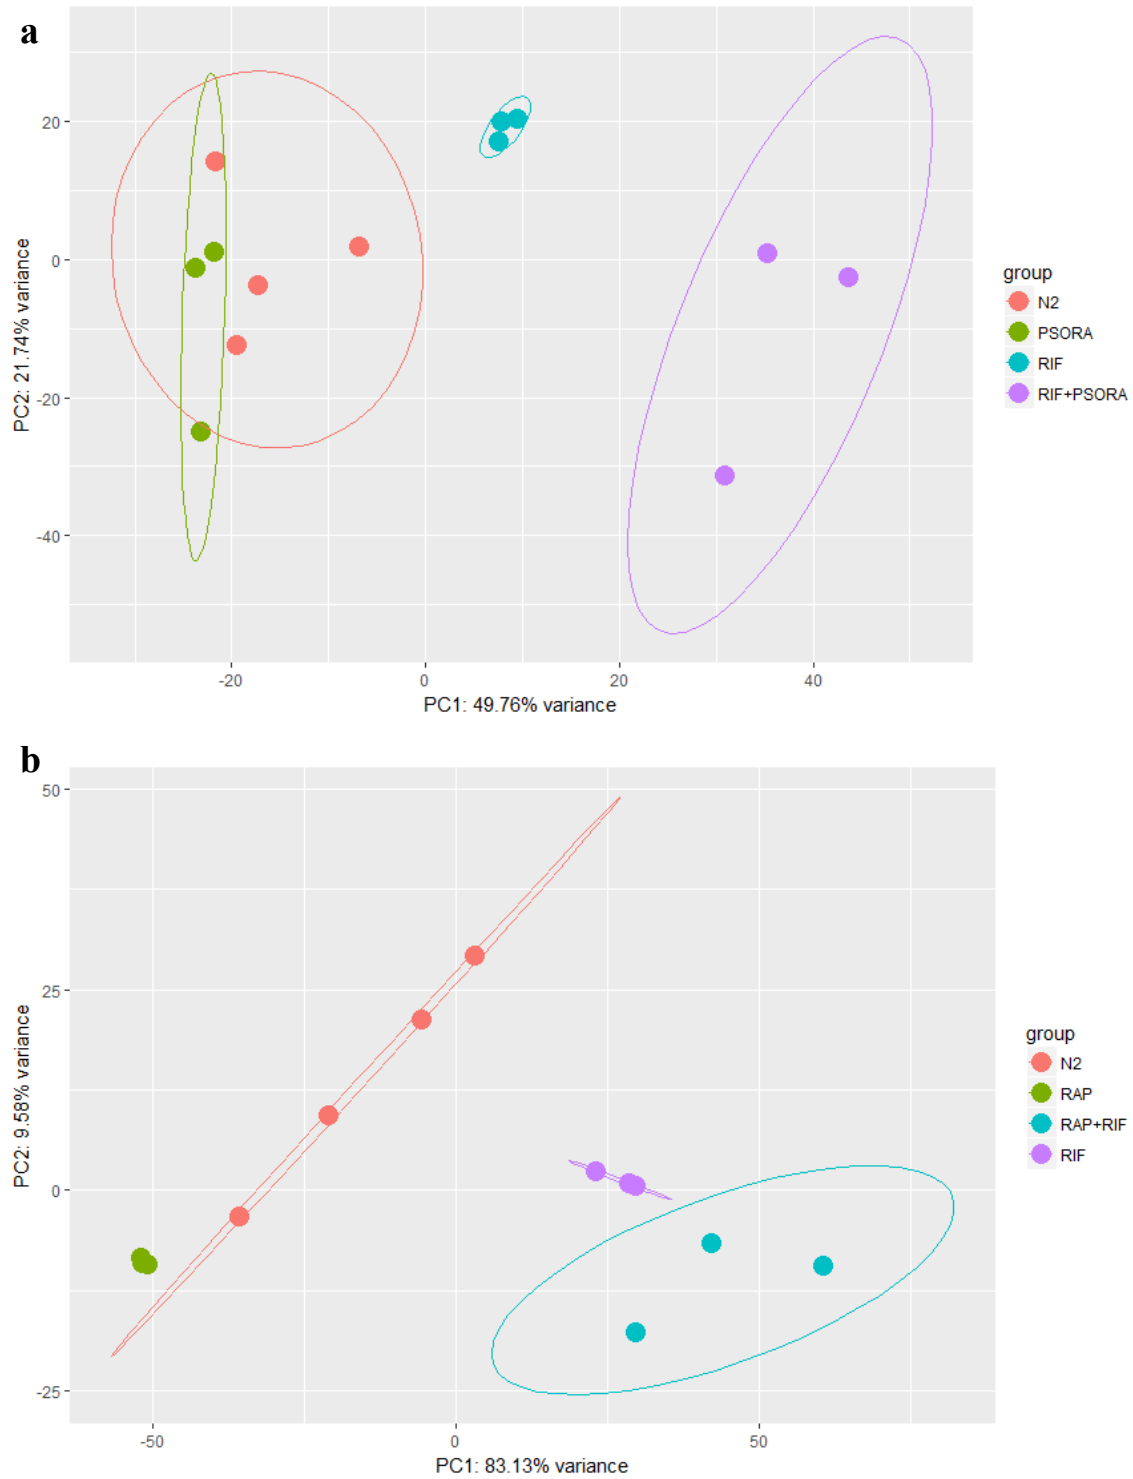 a
20
0
-20
-40
PC2: 21.74% variance
-20
0
20
40
PC1: 49.76% variance
group
N2
PSORA
RIF
RIF+PSORA
b
50
25
0
-25
PC2: 9.58% variance
-50
0
50
PC1: 83.13% variance
group
N2
RAP
RAP+RIF
RIF